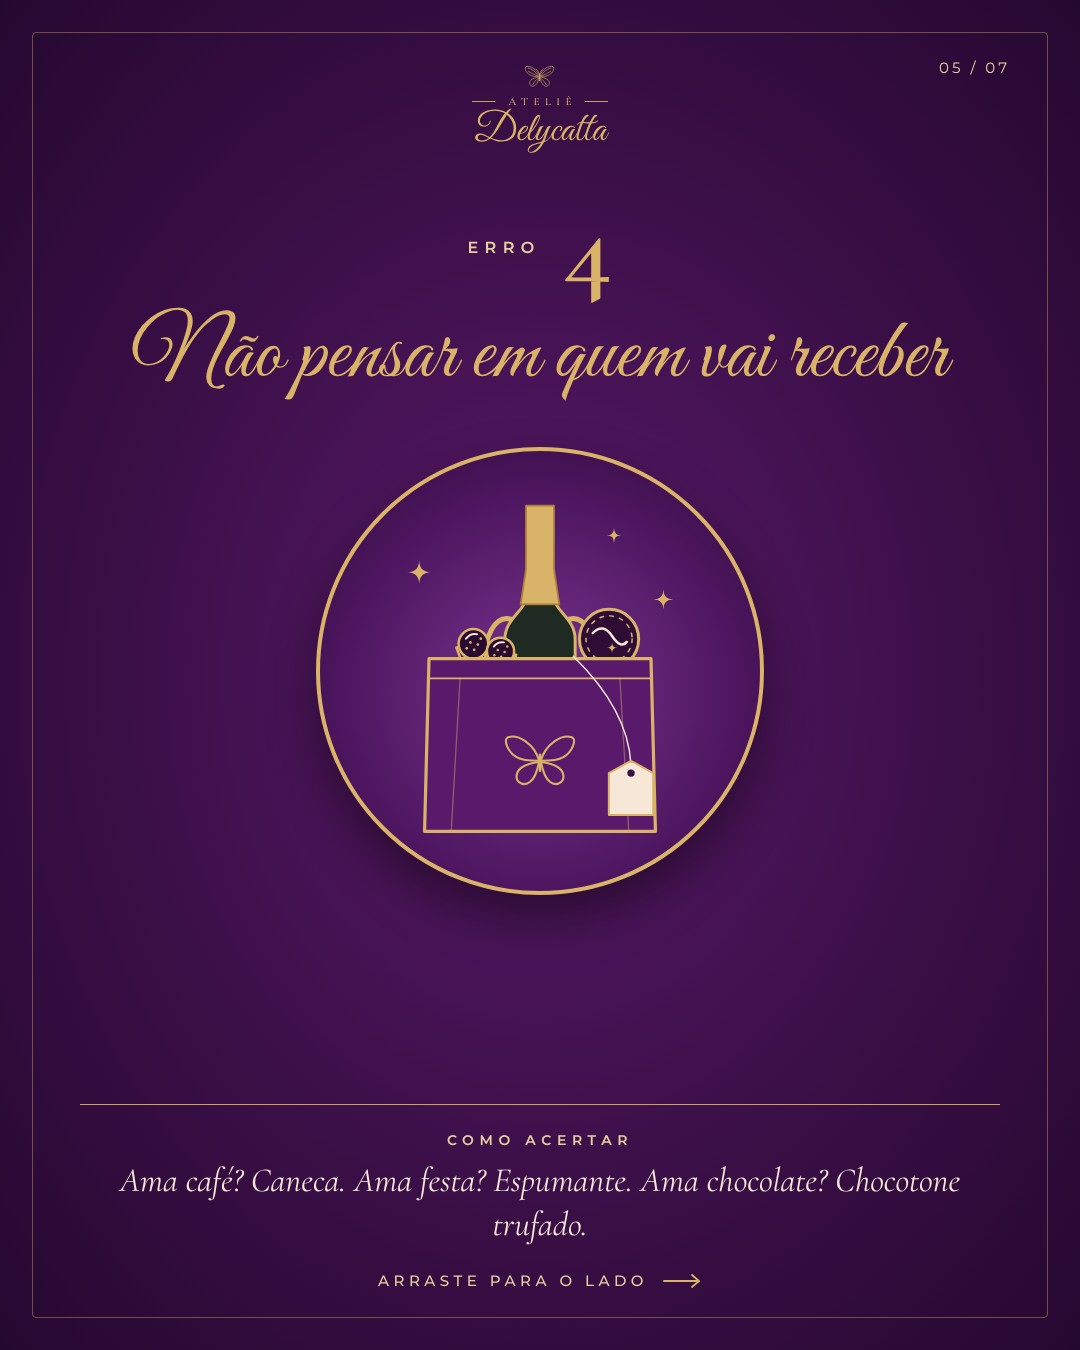 05 / 07
ATELIÊ
Delycatta
ERRO 4
Não pensar em quem vai receber
COMO ACERTAR
Ama café? Caneca. Ama festa? Espumante. Ama chocolate? Chocotone
trufado.
ARRASTE PARA O LADO